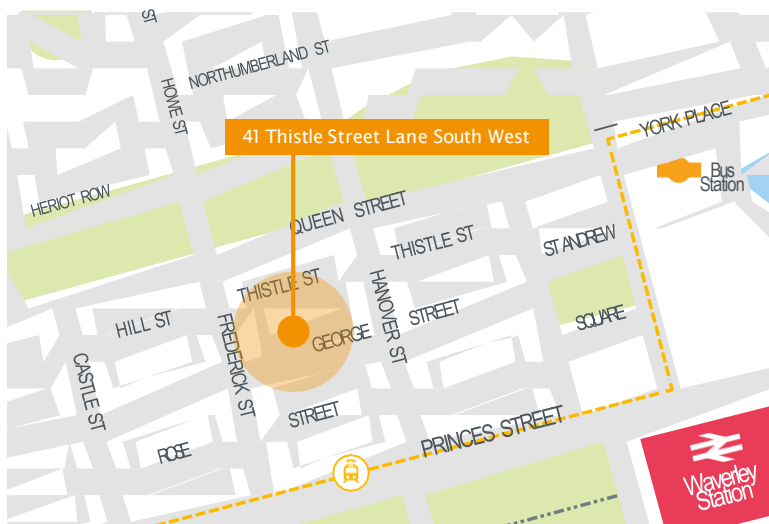 ST
NORTHUMBERLAND ST
HOWE ST
YORK PLACE
41 Thistle Street Lane South West
Bus
Station
HERIOT ROW
QUEEN STREET
THISTLE ST
ST ANDREW
THISTLE ST
HANOVER ST
HILL ST
FREDERICK ST
GEORGE
STREET
SQUARE
CASTLE ST
STREET
ROSE
PRINCES STREET
Waverley
Station